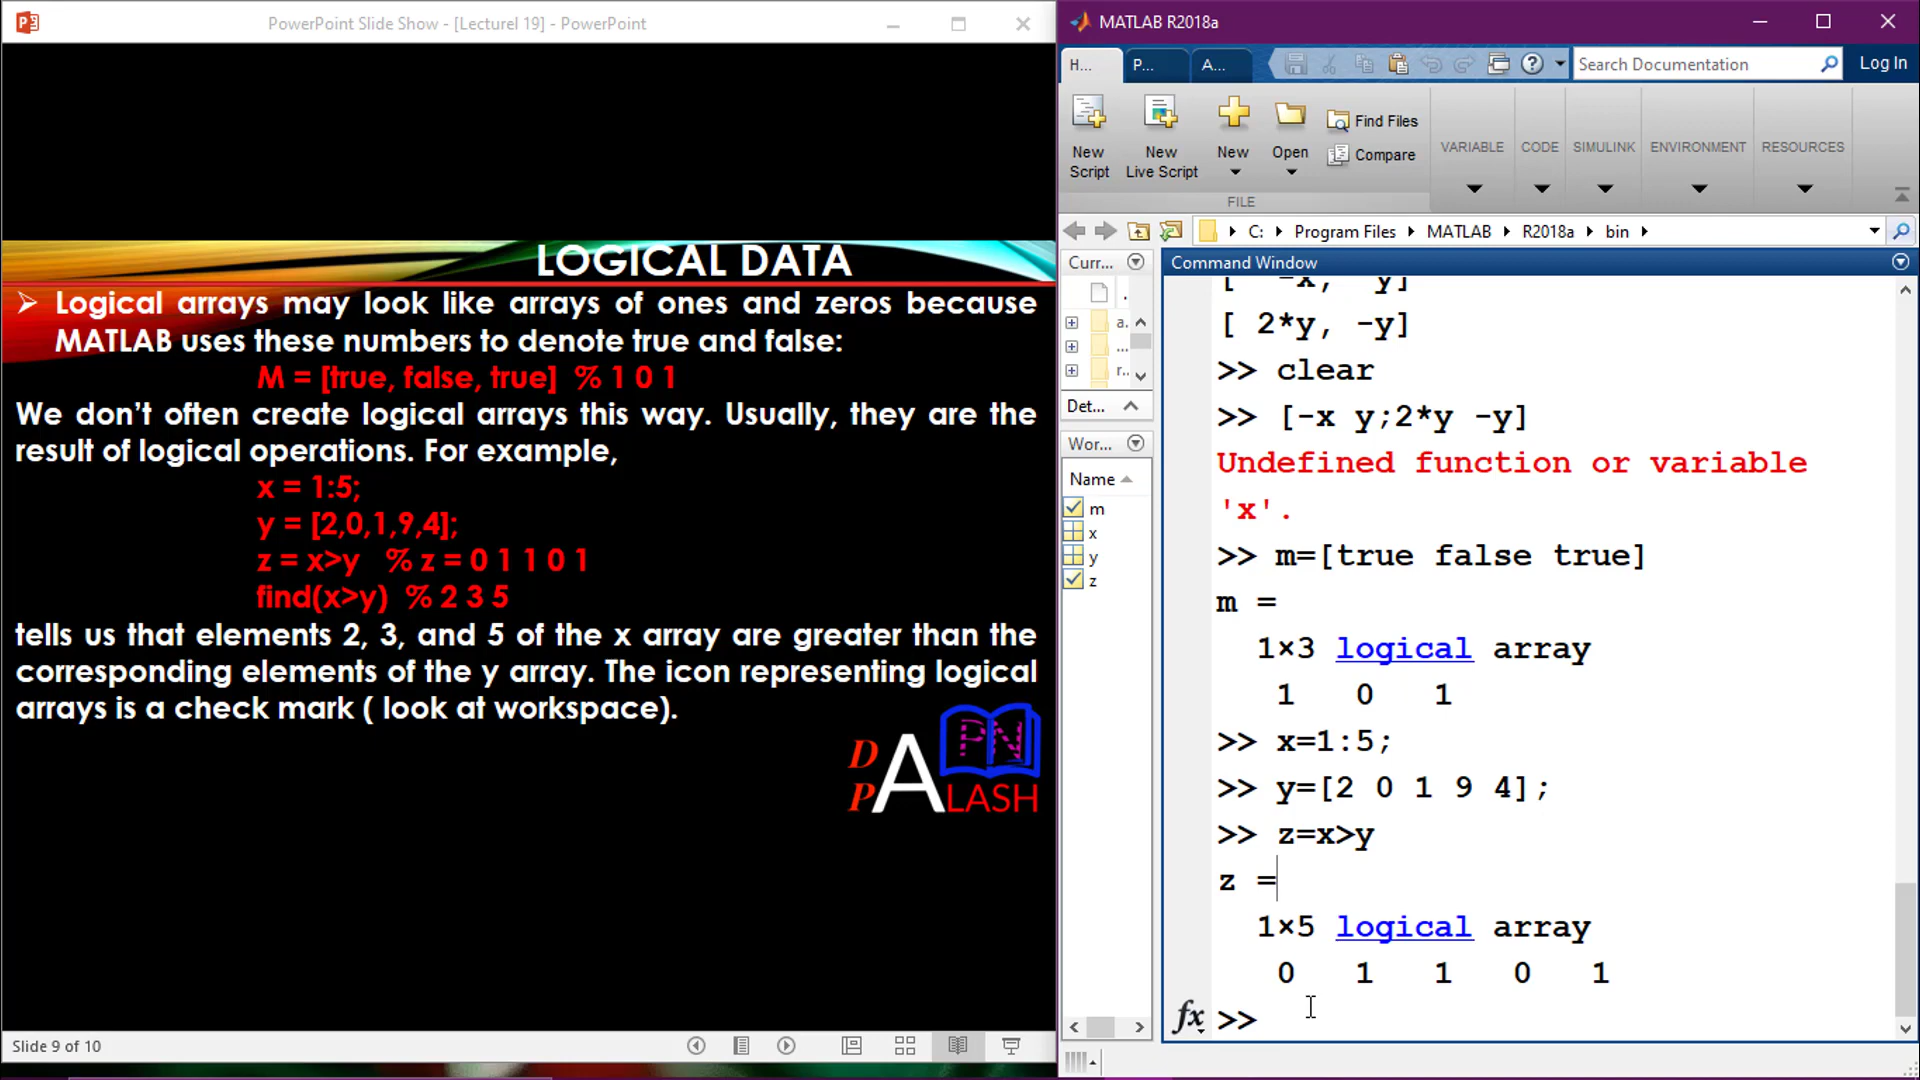 PowerPoint Slide Show - [Lecturel 19] - PowerPoint
LOGICAL DATA
Logical arrays may look like arrays of ones and zeros because
MATLAB uses these numbers to denote true and false:
M = [true, false, true] % 1 0 1
We don't often create logical arrays this way. Usually, they are the
result of logical operations. For example,
x = 1:5;
y = [2,0,1,9,4];
z = x>y % z = 0 1 1 0 1
find(x>y) % 2 3 5
tells us that elements 2, 3, and 5 of the x array are greater than the
corresponding elements of the y array. The icon representing logical
arrays is a check mark ( look at workspace).
PN
D
P A LASH
Slide 9 of 10
MATLAB R2018a
H... P... A...
Search Documentation
Log In
New Script
New Live Script
New
Open
Find Files
Compare
FILE
VARIABLE
CODE
SIMULINK
ENVIRONMENT
RESOURCES
C: Program Files MATLAB R2018a bin
Curr...
a.
...
r..
Det...
Wor...
Name
m
x
y
z
Command Window
[ -x, y]
[ 2*y, -y]
>> clear
>> [-x y;2*y -y]
Undefined function or variable
'x'.
>> m=[true false true]
m =
1×3 logical array
1 0 1
>> x=1:5;
>> y=[2 0 1 9 4];
>> z=x>y
z =
1×5 logical array
0 1 1 0 1
fx >>